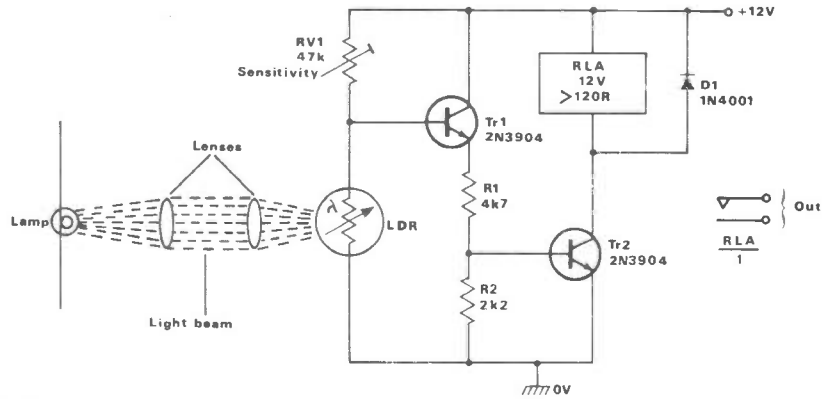 +12V
RV1
47k
Sensitivity
RLA
12V
>120R
D1
1N4001
Tr1
2N3904
Lenses
Lamp
λ
LDR
R1
4k7
Out
RLA
1
Tr2
2N3904
R2
2k2
Light beam
0V